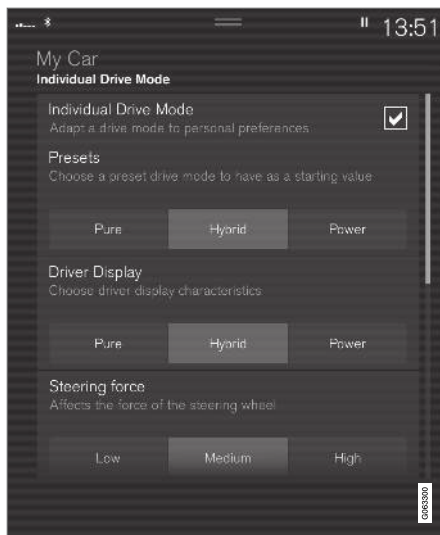 13:51
My Car
Individual Drive Mode
Individual Drive Mode
Adapt a drive mode to personal preferences
Presets
Choose a preset drive mode to have as a starting value
Pure Hybrid Power
Driver Display
Choose driver display characteristics
Pure Hybrid Power
Steering force
Affects the force of the steering wheel
Low Medium High
G063300